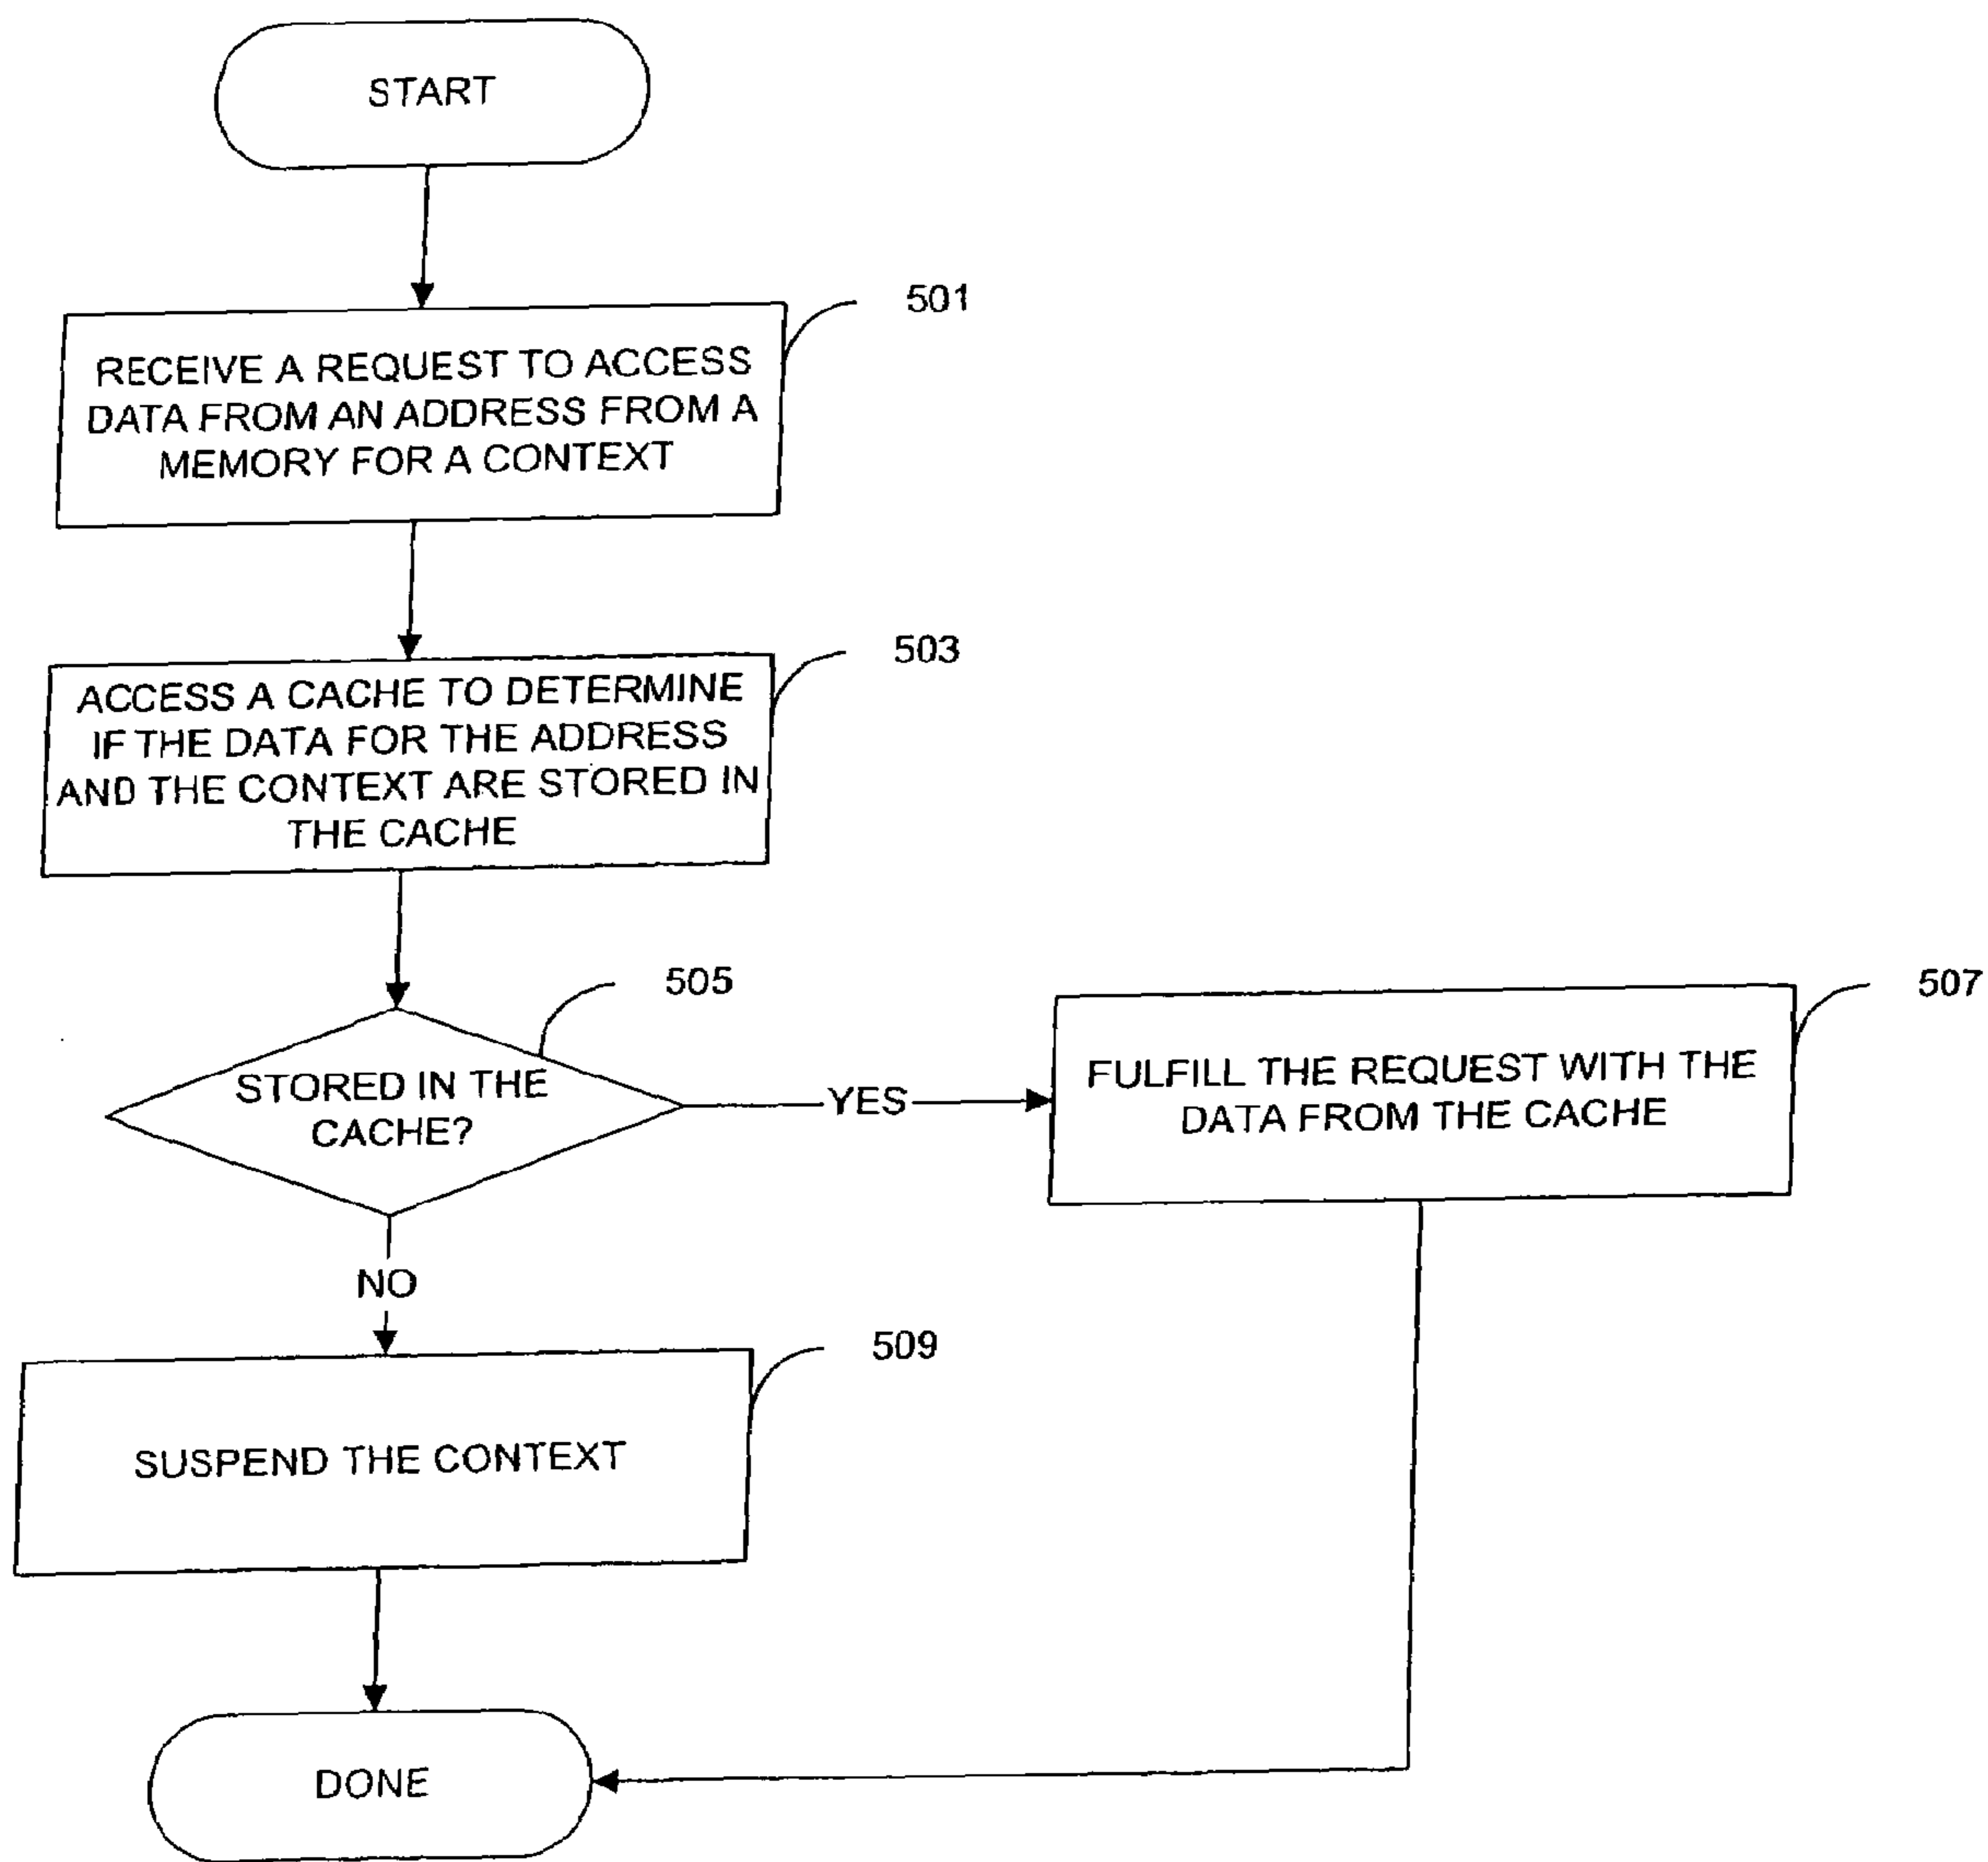 START
501
RECEIVE A REQUEST TO ACCESS
DATA FROM AN ADDRESS FROM A
MEMORY FOR A CONTEXT
503
ACCESS A CACHE TO DETERMINE
IF THE DATA FOR THE ADDRESS
AND THE CONTEXT ARE STORED IN
THE CACHE
505
STORED IN THE
CACHE?
YES
507
FULFILL THE REQUEST WITH THE
DATA FROM THE CACHE
NO
509
SUSPEND THE CONTEXT
DONE